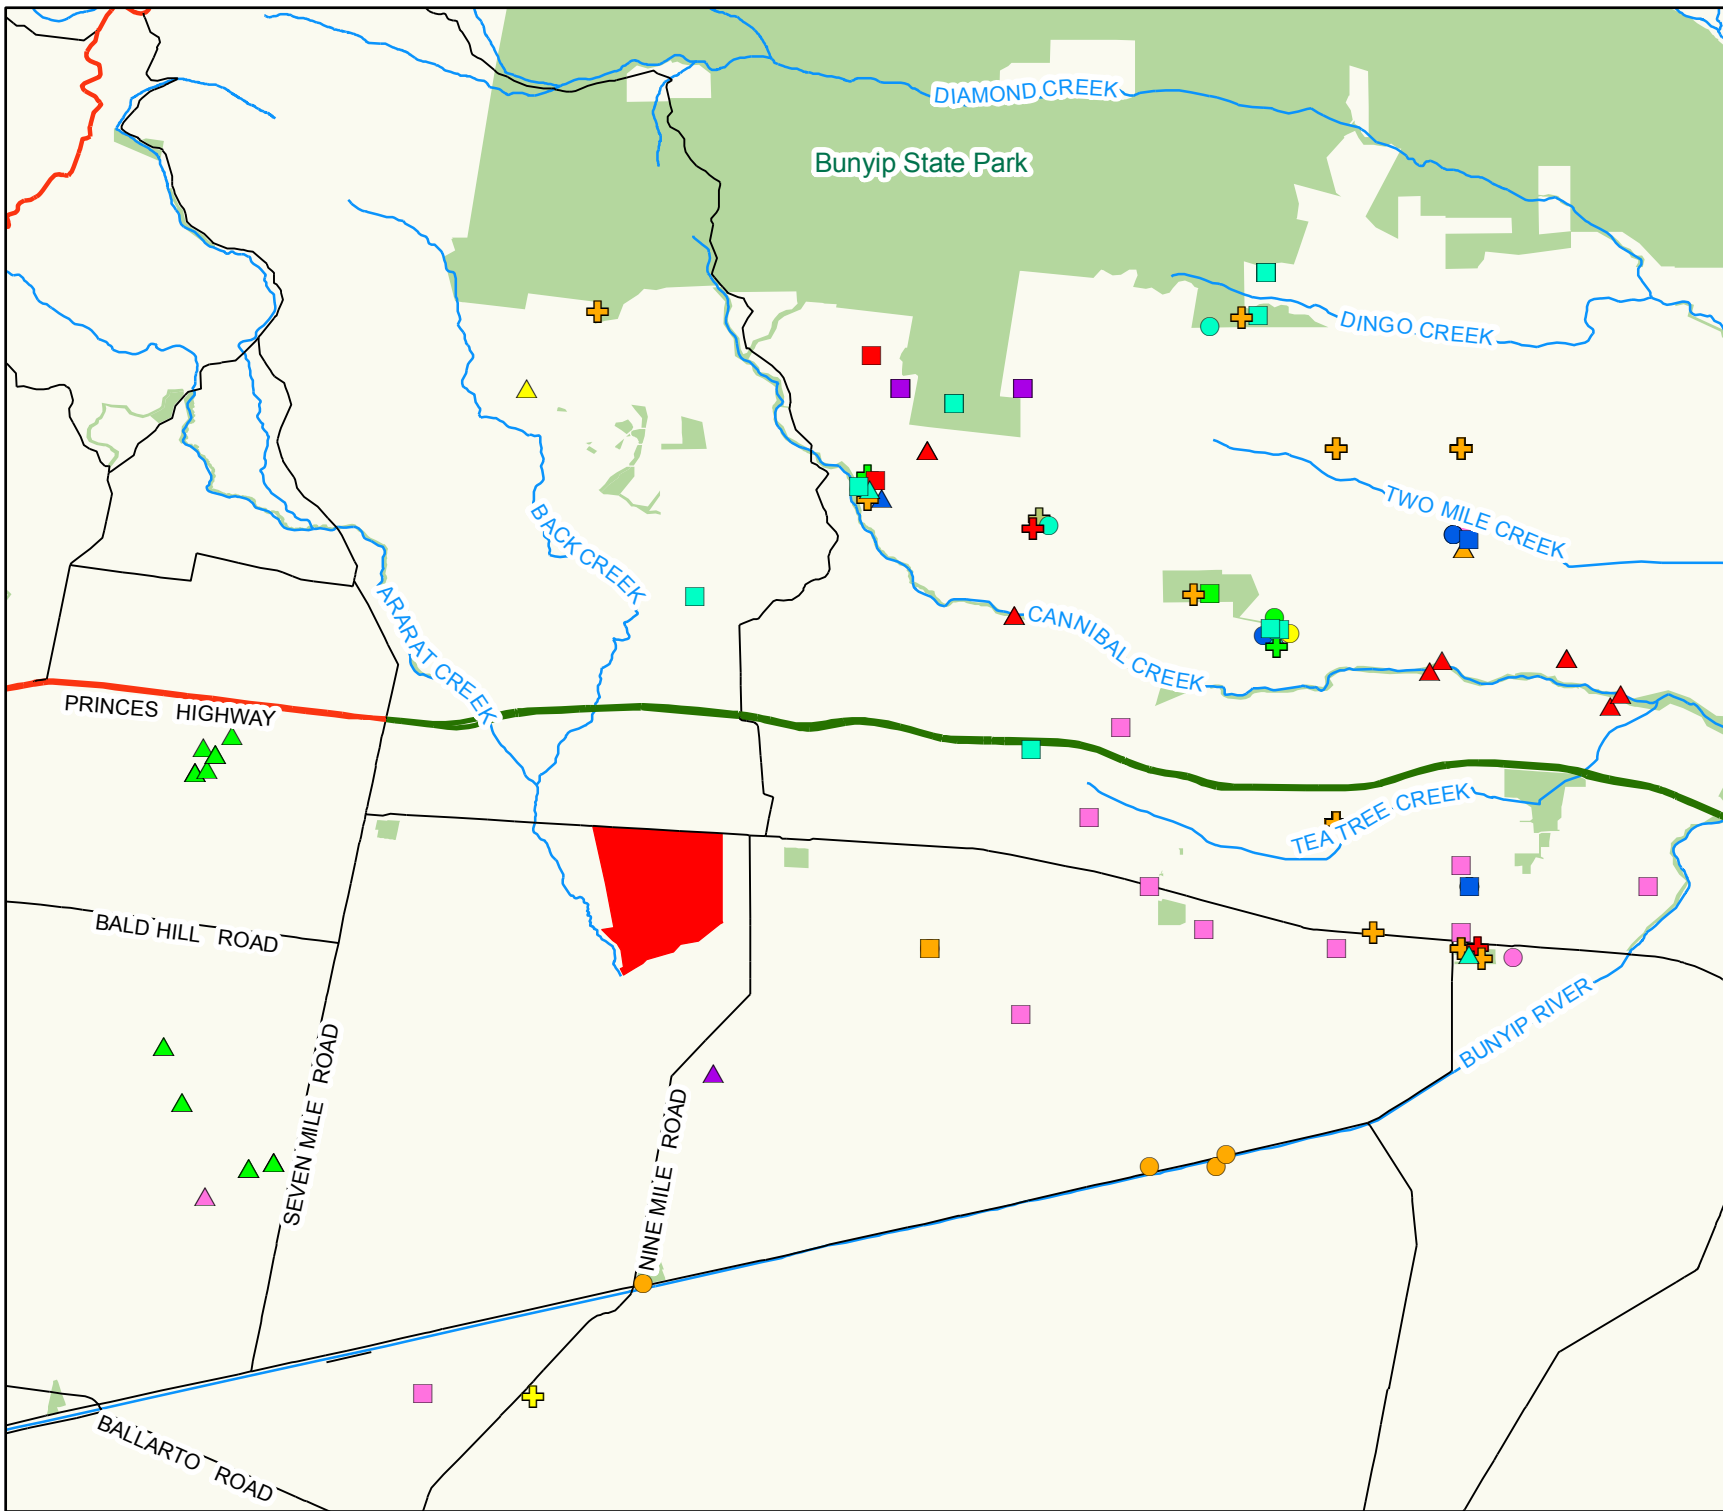 DIAMOND CREEK
Bunyip State Park
DINGO CREEK
TWO MILE CREEK
BACK CREEK
ARARAT CREEK
CANNIBAL CREEK
PRINCES HIGHWAY
TEA TREE CREEK
BALD HILL ROAD
BUNYIP RIVER
SEVEN MILE ROAD
NINE MILE ROAD
BALLARTO ROAD